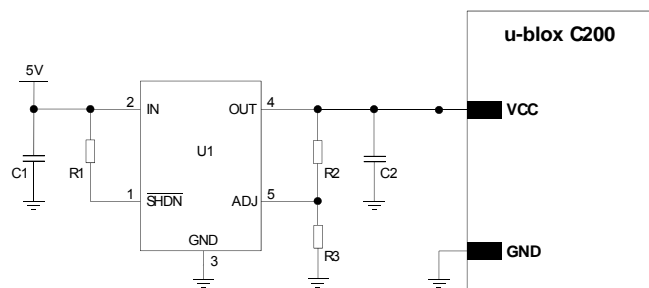 u-blox C200
5V
2
IN
OUT
4
VCC
U1
C1
R1
R2
C2
1
SHDN
ADJ
5
GND
3
R3
GND